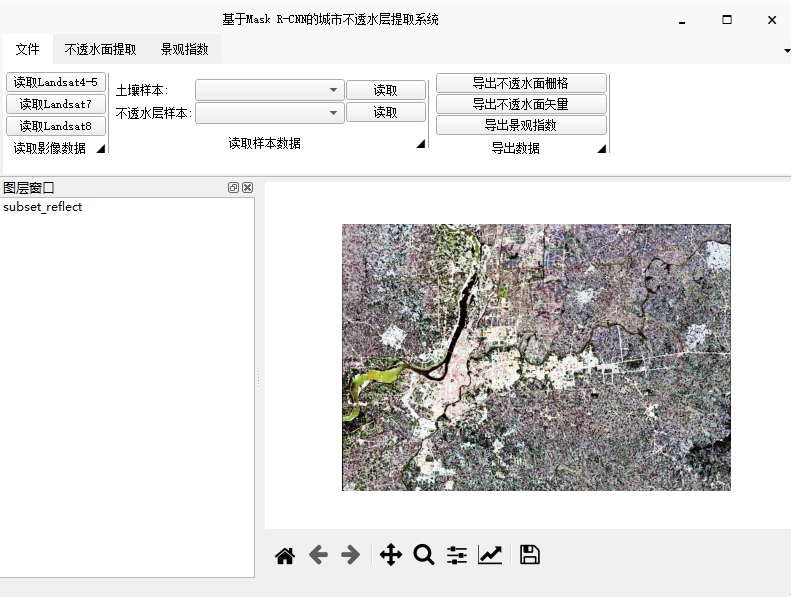 基于Mask R-CNN的城市不透水层提取系统
文件 不透水面提取 景观指数
读取Landsat4-5
读取Landsat7
读取Landsat8
读取影像数据
土壤样本: 读取
不透水层样本: 读取
读取样本数据
导出不透水面栅格
导出不透水面矢量
导出景观指数
导出数据
图层窗口
subset_reflect